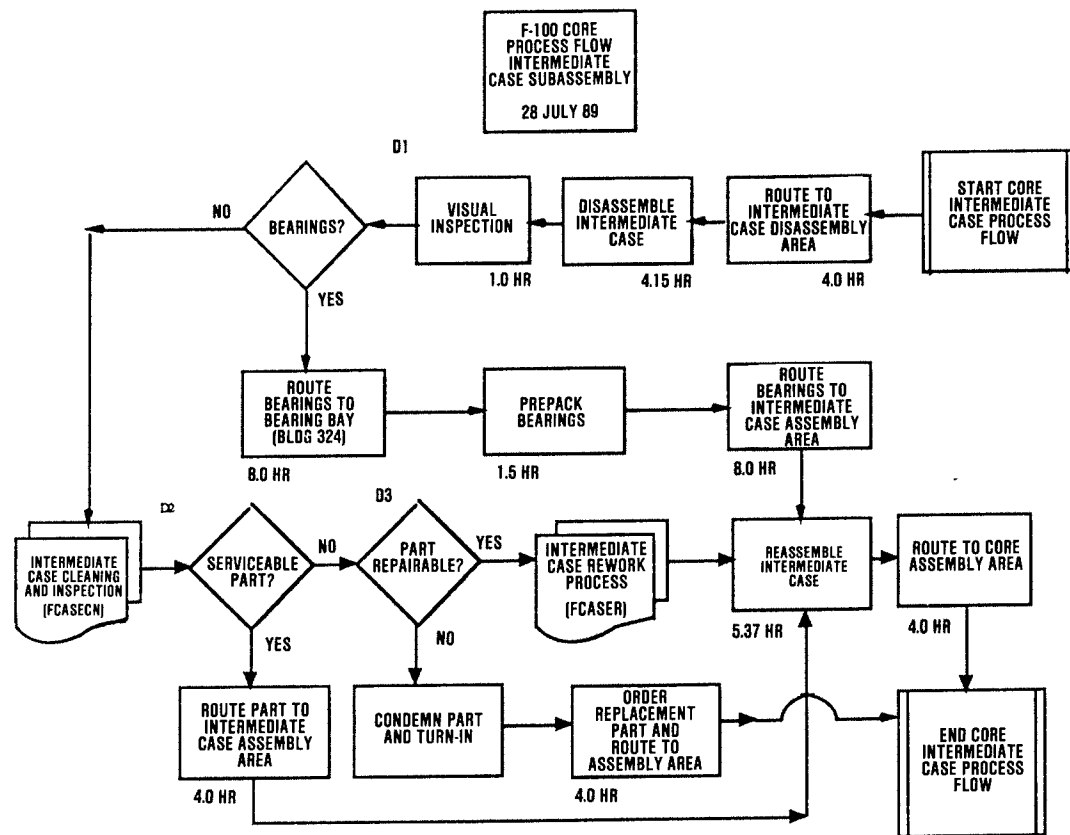 F-100 CORE
PROCESS FLOW
INTERMEDIATE
CASE SUBASSEMBLY
28 JULY 89
START CORE
INTERMEDIATE
CASE PROCESS
FLOW
ROUTE TO
INTERMEDIATE
CASE DISASSEMBLY
AREA
4.0 HR
DISASSEMBLE
INTERMEDIATE
CASE
4.15 HR
VISUAL
INSPECTION
1.0 HR
D1
BEARINGS?
NO
YES
ROUTE
BEARINGS TO
BEARING BAY
(BLDG 324)
8.0 HR
PREPACK
BEARINGS
1.5 HR
ROUTE
BEARINGS TO
INTERMEDIATE
CASE ASSEMBLY
AREA
8.0 HR
INTERMEDIATE
CASE CLEANING
AND INSPECTION
(FCASECN)
D2
SERVICEABLE
PART?
NO
YES
D3
PART
REPAIRABLE?
YES
NO
INTERMEDIATE
CASE REWORK
PROCESS
(FCASER)
REASSEMBLE
INTERMEDIATE
CASE
5.37 HR
ROUTE TO CORE
ASSEMBLY AREA
4.0 HR
ROUTE PART TO
INTERMEDIATE
CASE ASSEMBLY
AREA
4.0 HR
CONDEMN PART
AND TURN-IN
ORDER
REPLACEMENT
PART AND
ROUTE TO
ASSEMBLY AREA
4.0 HR
END CORE
INTERMEDIATE
CASE PROCESS
FLOW